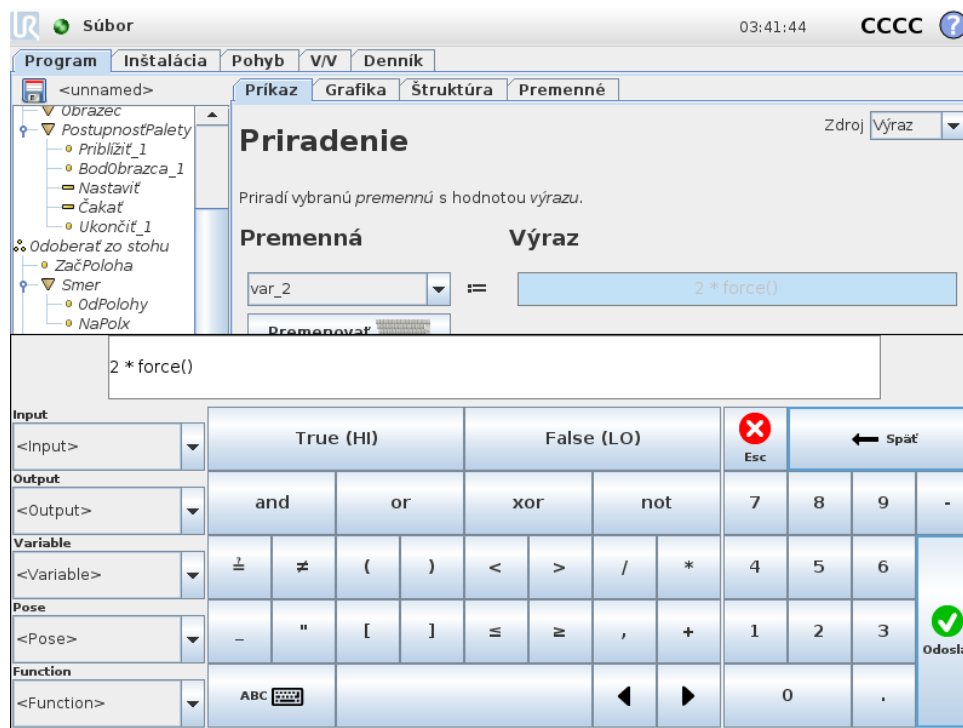 UR Súbor 03:41:44 CCCC ?
Program Inštalácia Pohyb V/V Denník
<unnamed> Príkaz Grafika Štruktúra Premenné
Obrazec
PostupnosťPalety
Priblížiť_1
BodObrazca_1
Nastaviť
Čakať
Ukončiť_1
Odoberať zo stohu
ZačPoloha
Smer
OdPolohy
NaPolx
Zdroj Výraz
Priradenie
Priradí vybranú premennú s hodnotou výrazu.
Premenná Výraz
var_2 := 2 * force()
Premenovať
2 * force()
Input
<Input>
Output
<Output>
Variable
<Variable>
Pose
<Pose>
Function
<Function>
True (HI) False (LO) Esc Späť
and or xor not 7 8 9 -
≟ ≠ ( ) < > / * 4 5 6
_ " [ ] ≤ ≥ , + 1 2 3
Odosla
ABC 0 .